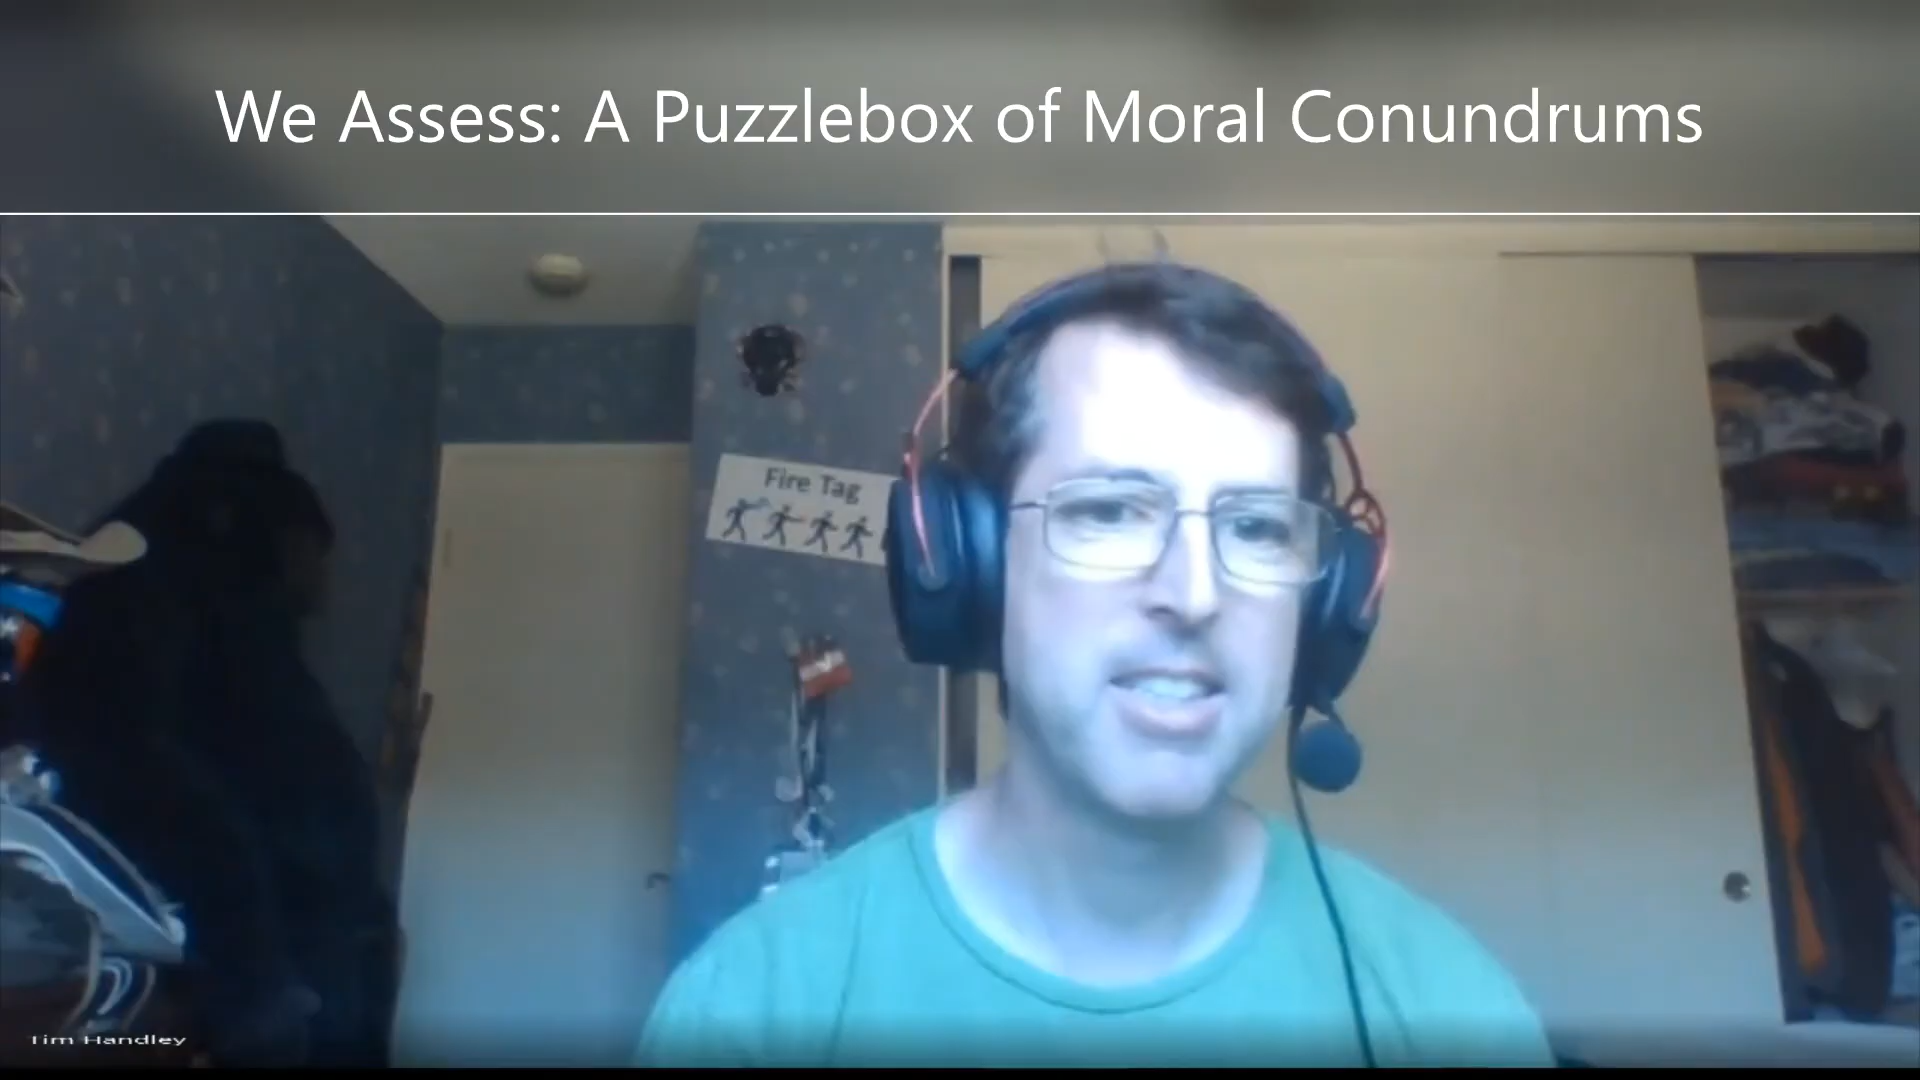 We Assess: A Puzzlebox of Moral Conundrums
Fire Tag
Tim Handley